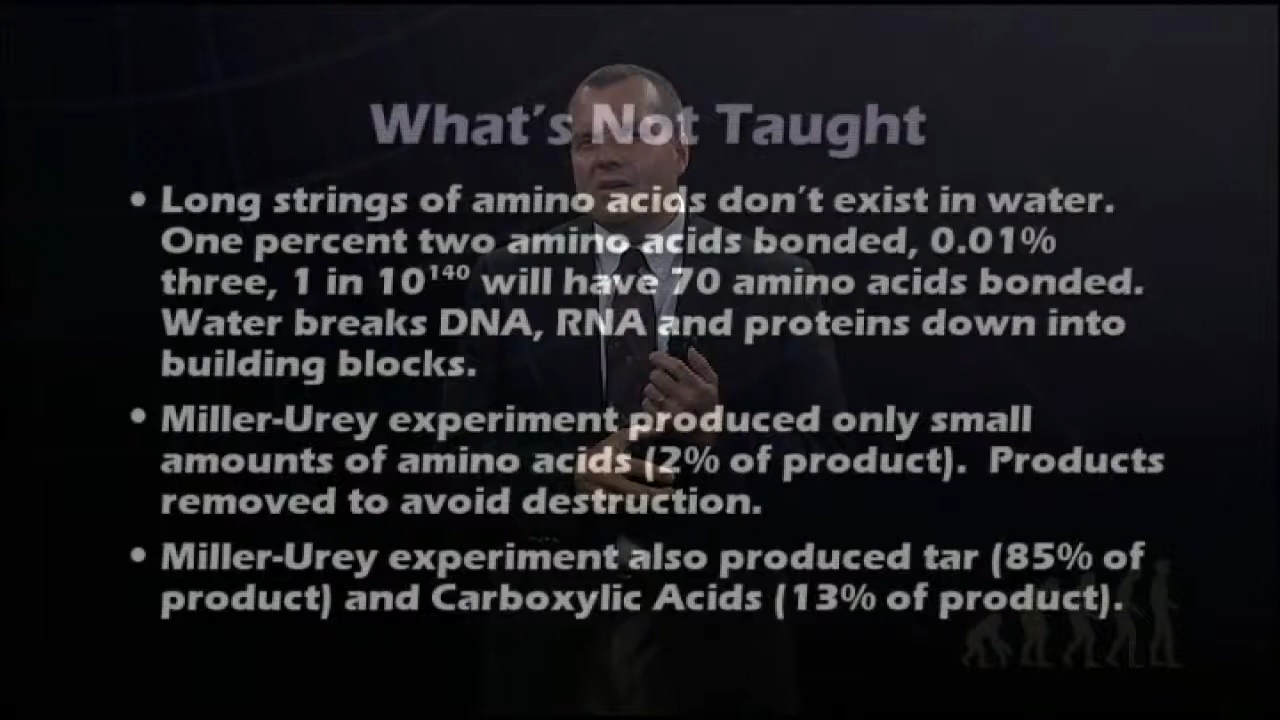 What's Not Taught
• Long strings of amino acids don't exist in water.
One percent two amino acids bonded, 0.01%
three, 1 in 10¹⁴⁰ will have 70 amino acids bonded.
Water breaks DNA, RNA and proteins down into
building blocks.
• Miller-Urey experiment produced only small
amounts of amino acids (2% of product). Products
removed to avoid destruction.
• Miller-Urey experiment also produced tar (85% of
product) and Carboxylic Acids (13% of product).